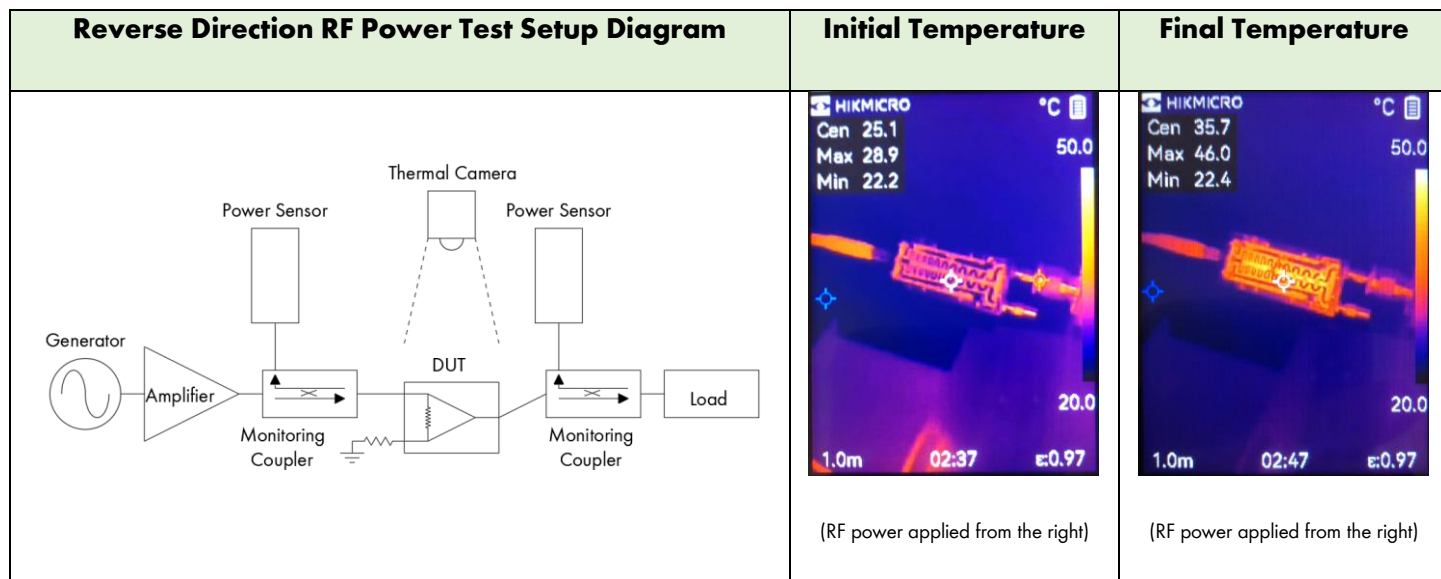 Reverse Direction RF Power Test Setup Diagram
Initial Temperature
Final Temperature
Thermal Camera
Power Sensor
Power Sensor
Generator
Amplifier
DUT
Load
Monitoring
Coupler
Monitoring
Coupler
HIKMICRO °C
Cen 25.1
Max 28.9
Min 22.2
50.0
20.0
1.0m 02:37 ε:0.97
(RF power applied from the right)
HIKMICRO °C
Cen 35.7
Max 46.0
Min 22.4
50.0
20.0
1.0m 02:47 ε:0.97
(RF power applied from the right)